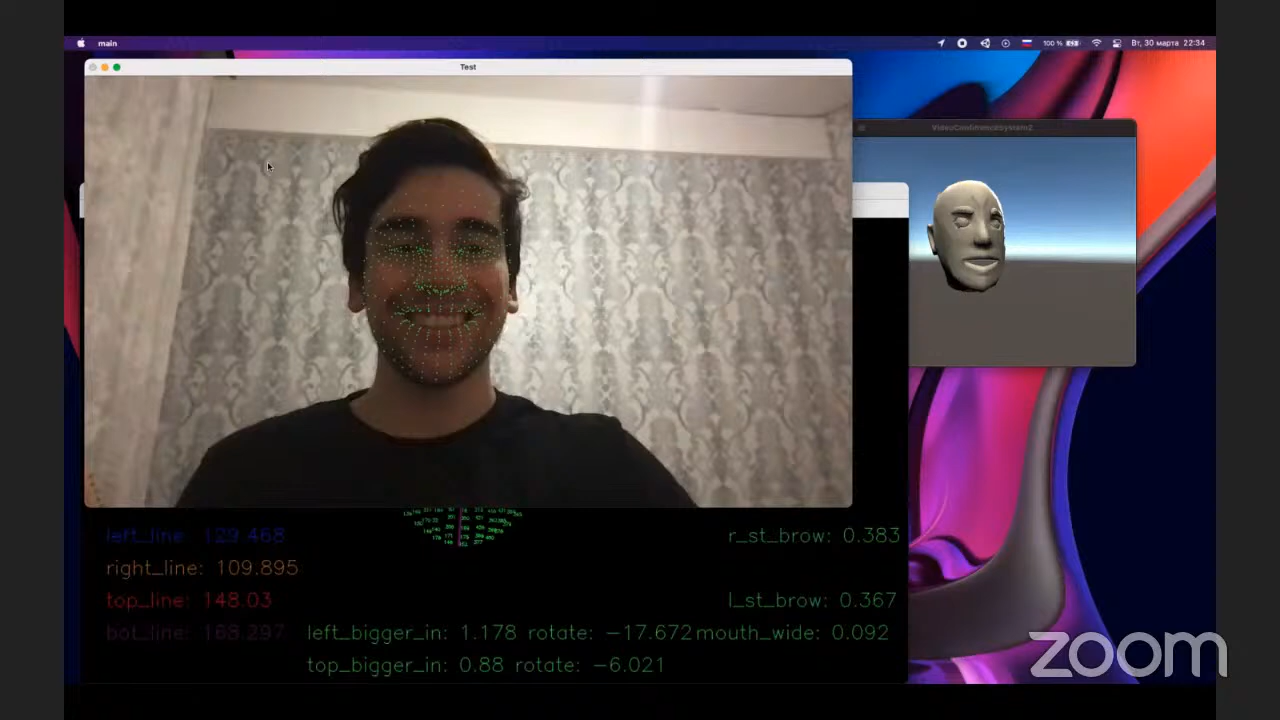 main
100 %
Вт, 30 марта 22:34
Test
VideoConferenceSystem2
left_line: 129.468
r_st_brow: 0.383
right_line: 109.895
top_line: 148.03
l_st_brow: 0.367
bot_line: 168.297
left_bigger_in: 1.178 rotate: -17.672 mouth_wide: 0.092
top_bigger_in: 0.88 rotate: -6.021
zoom